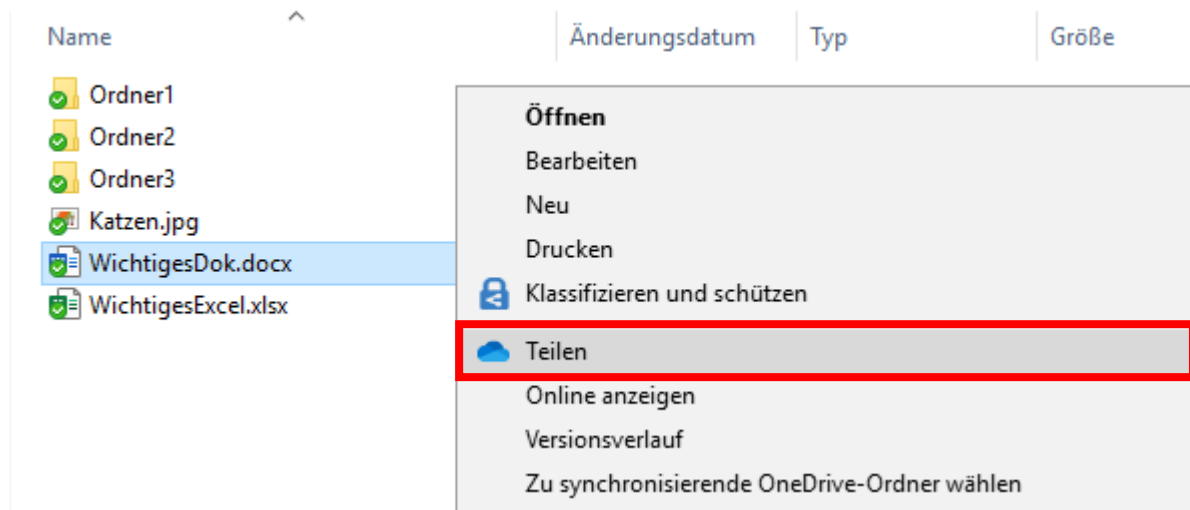 Name Änderungsdatum Typ Größe
Ordner1
Ordner2
Ordner3
Katzen.jpg
WichtigesDok.docx
WichtigesExcel.xlsx
Öffnen
Bearbeiten
Neu
Drucken
Klassifizieren und schützen
Teilen
Online anzeigen
Versionsverlauf
Zu synchronisierende OneDrive-Ordner wählen